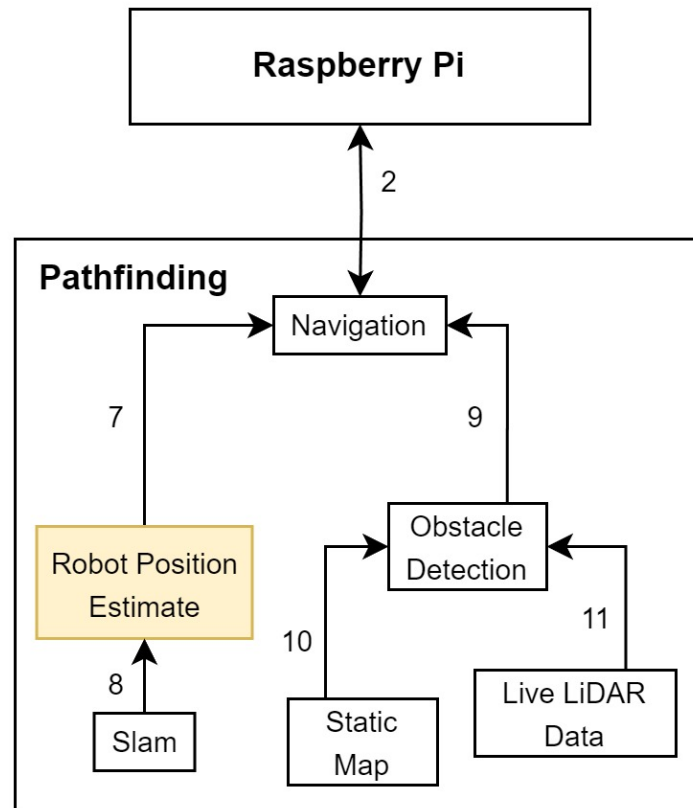 Raspberry Pi
2
Pathfinding
Navigation
7
9
Robot Position
Estimate
Obstacle
Detection
8
10
11
Slam
Static
Map
Live LiDAR
Data